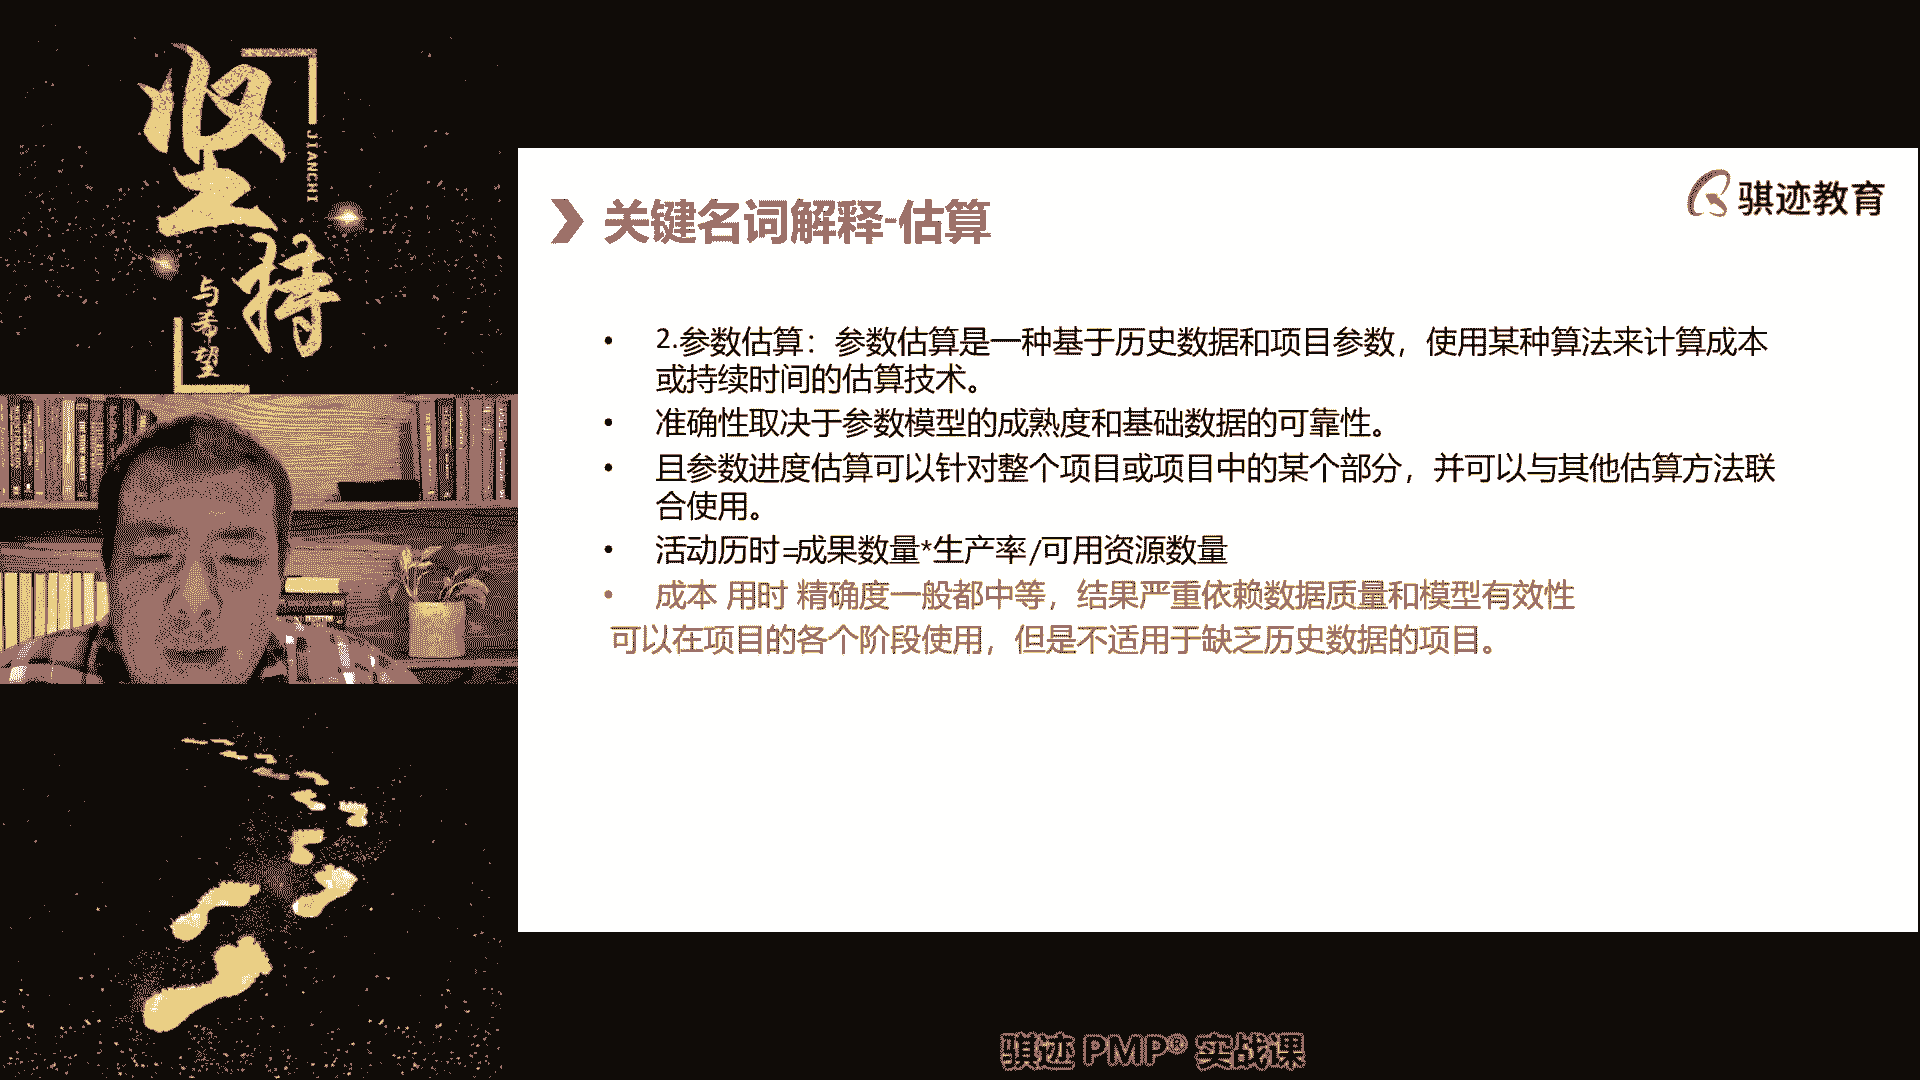 坚持
JIANCHI
与希望
骐迹教育
关键名词解释-估算
• 2.参数估算：参数估算是一种基于历史数据和项目参数，使用某种算法来计算成本
或持续时间的估算技术。
• 准确性取决于参数模型的成熟度和基础数据的可靠性。
• 且参数进度估算可以针对整个项目或项目中的某个部分，并可以与其他估算方法联
合使用。
• 活动历时=成果数量*生产率/可用资源数量
• 成本 用时 精确度一般都中等，结果严重依赖数据质量和模型有效性
可以在项目的各个阶段使用，但是不适用于缺乏历史数据的项目。
骐迹 PMP® 实战课